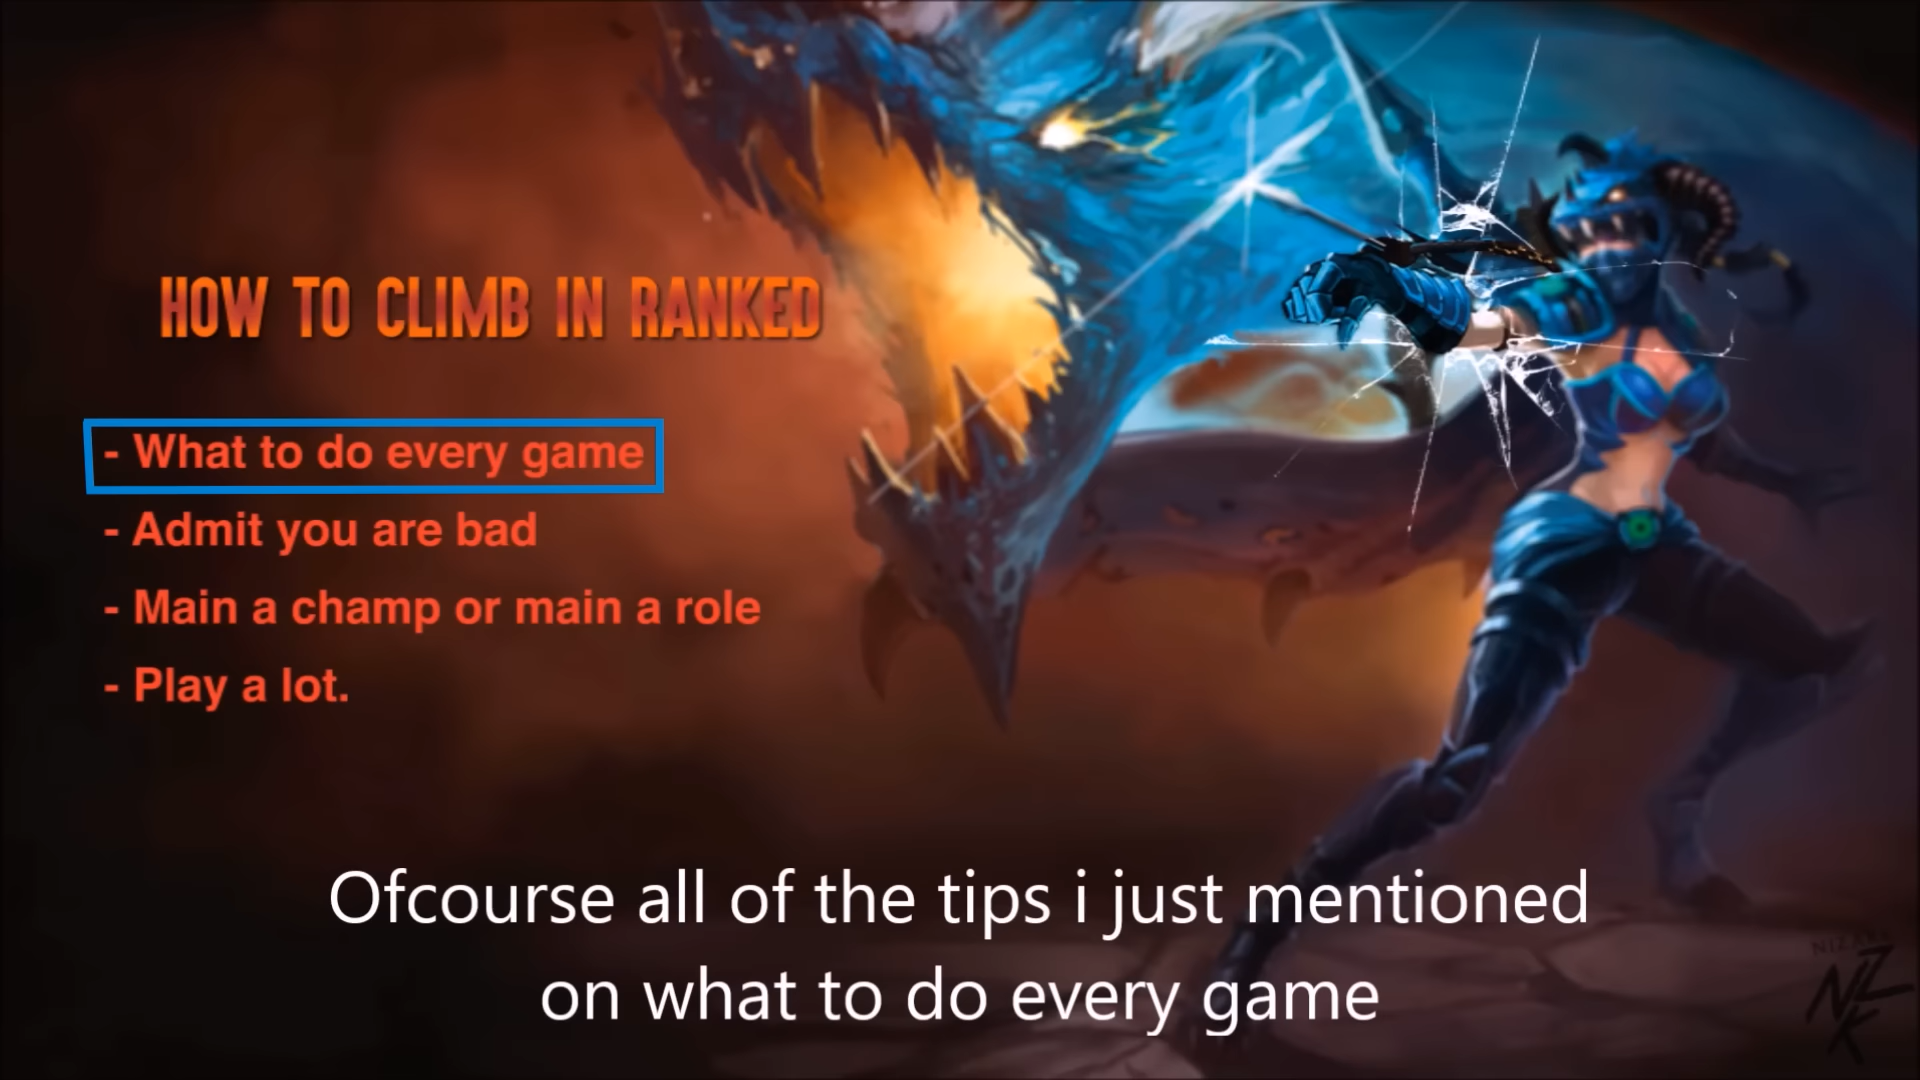 HOW TO CLIMB IN RANKED
- What to do every game
- Admit you are bad
- Main a champ or main a role
- Play a lot.
Ofcourse all of the tips i just mentioned
on what to do every game
NZK